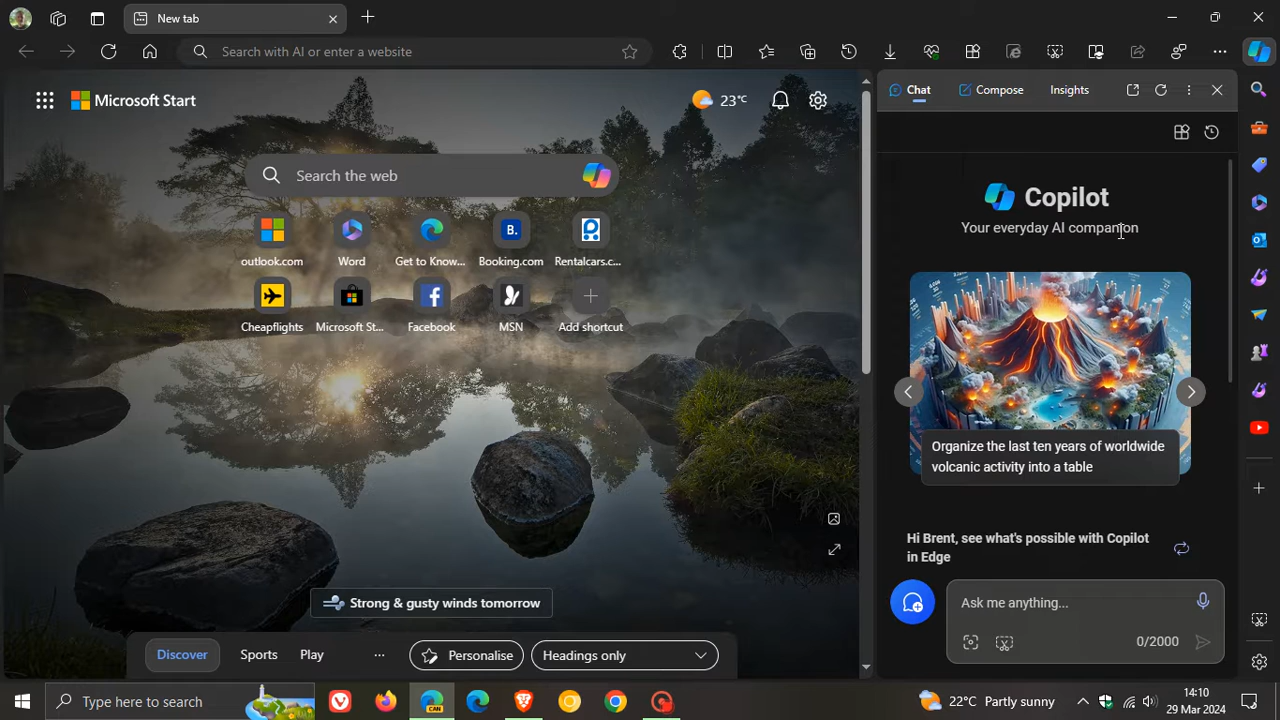 New tab
Search with AI or enter a website
Microsoft Start
23°C
Search the web
outlook.com
Word
Get to Know...
Booking.com
Rentalcars.c...
Cheapflights
Microsoft St...
Facebook
MSN
Add shortcut
Strong & gusty winds tomorrow
Discover
Sports
Play
Personalise
Headings only
Chat
Compose
Insights
Copilot
Your everyday AI companion
Organize the last ten years of worldwide
volcanic activity into a table
Hi Brent, see what's possible with Copilot
in Edge
Ask me anything...
0/2000
Type here to search
CAN
22°C Partly sunny
14:10
29 Mar 2024